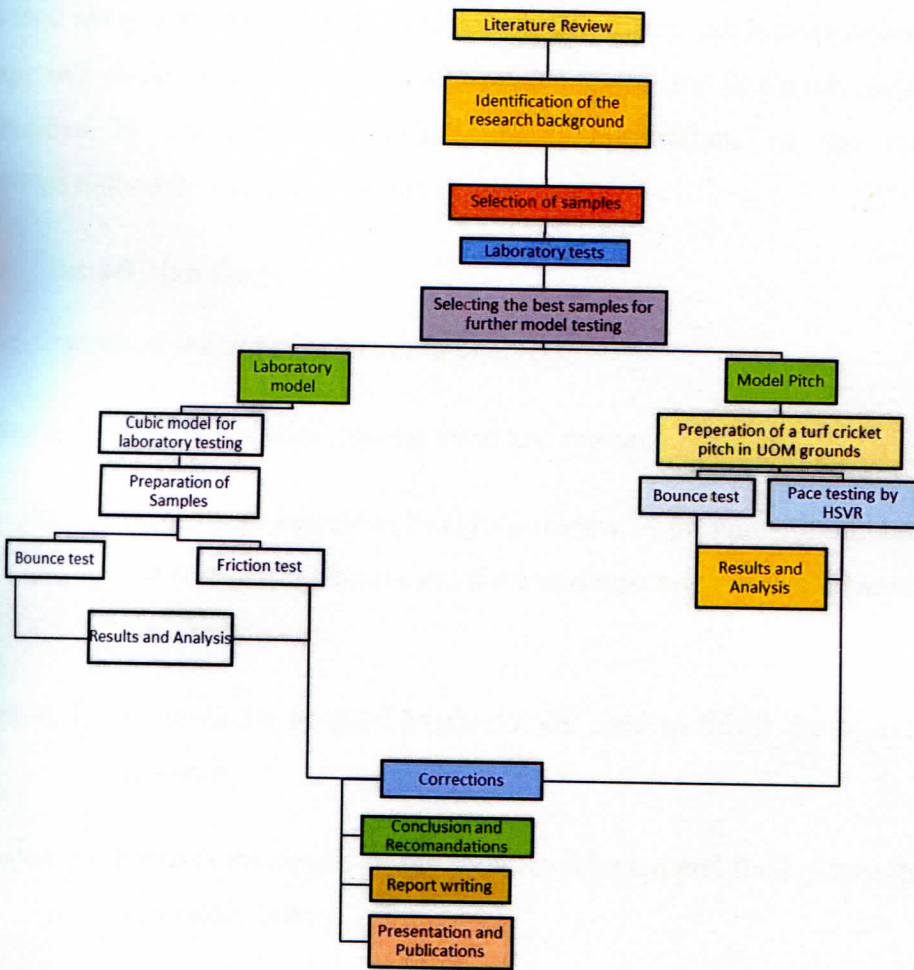 Literature Review
Identification of the
research background
Selection of samples
Laboratory tests
Selecting the best samples for
further model testing
Laboratory
model
Model Pitch
Cubic model for
laboratory testing
Preperation of a turf cricket
pitch in UOM grounds
Preparation of
Samples
Bounce test
Pace testing by
HSVR
Bounce test
Friction test
Results and
Analysis
Results and Analysis
Corrections
Conclusion and
Recomandations
Report writing
Presentation and
Publications